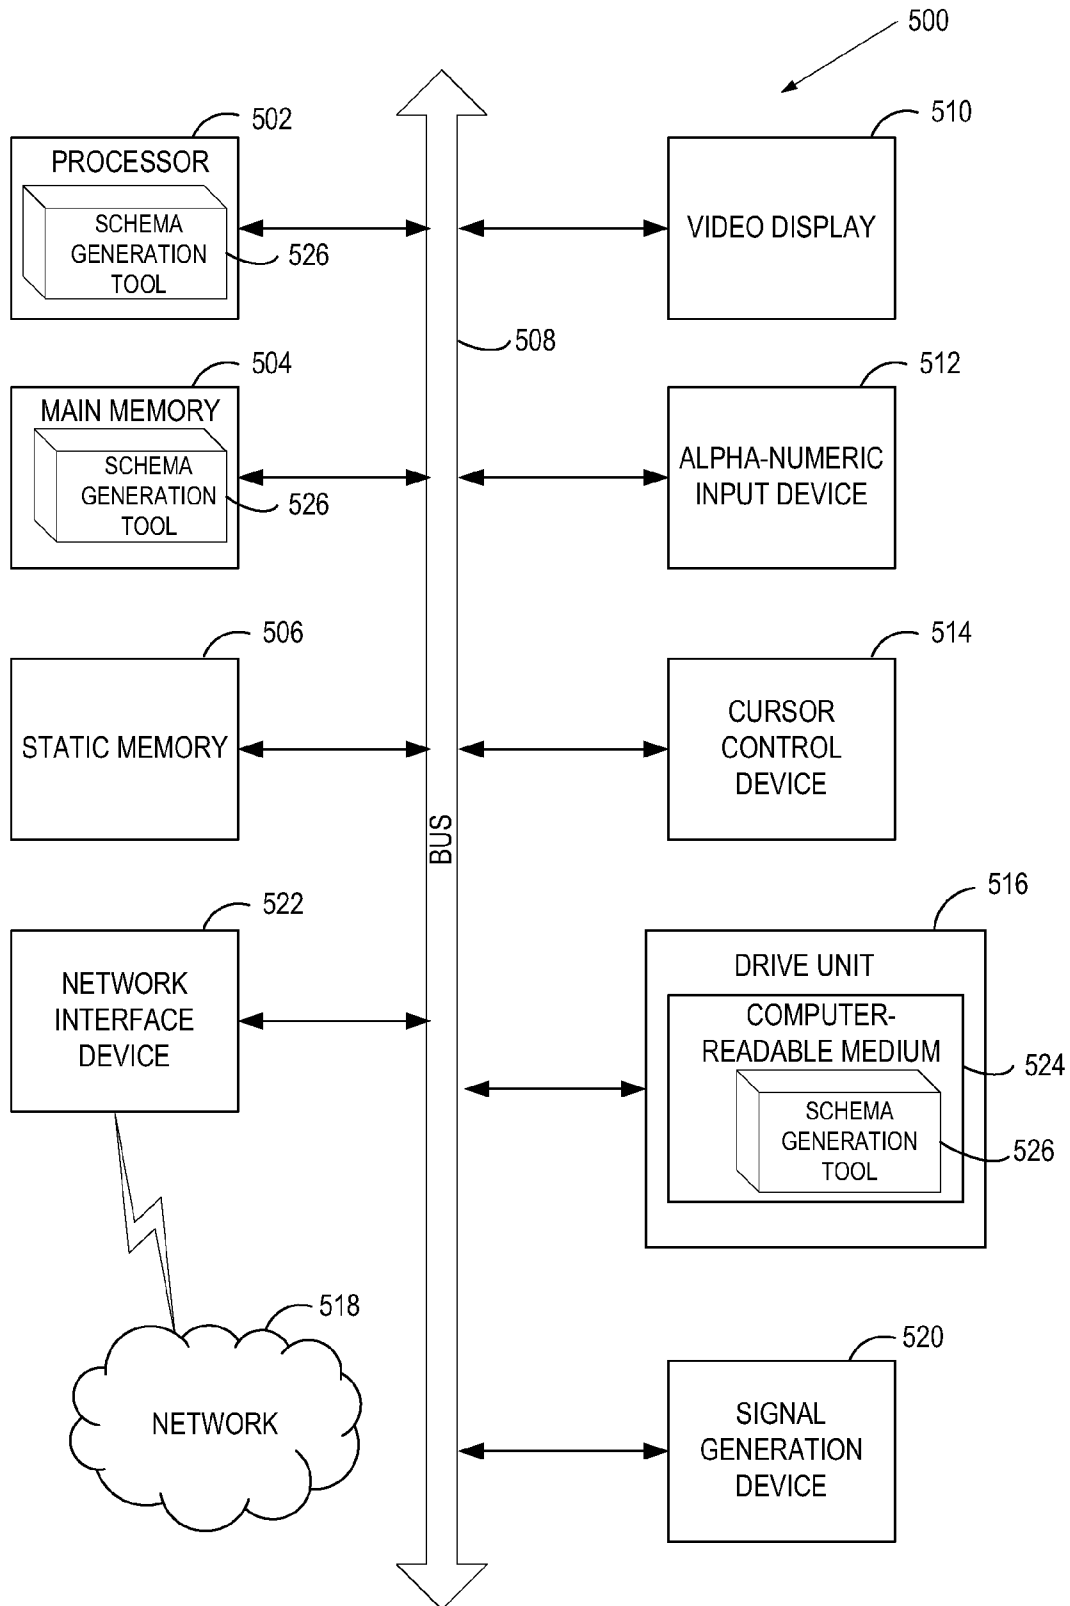 500
502
PROCESSOR
SCHEMA
GENERATION
TOOL
526
510
VIDEO DISPLAY
508
504
MAIN MEMORY
SCHEMA
GENERATION
TOOL
526
512
ALPHA-NUMERIC
INPUT DEVICE
506
STATIC MEMORY
514
CURSOR
CONTROL
DEVICE
BUS
522
NETWORK
INTERFACE
DEVICE
516
DRIVE UNIT
COMPUTER-
READABLE MEDIUM
524
SCHEMA
GENERATION
TOOL
526
518
NETWORK
520
SIGNAL
GENERATION
DEVICE